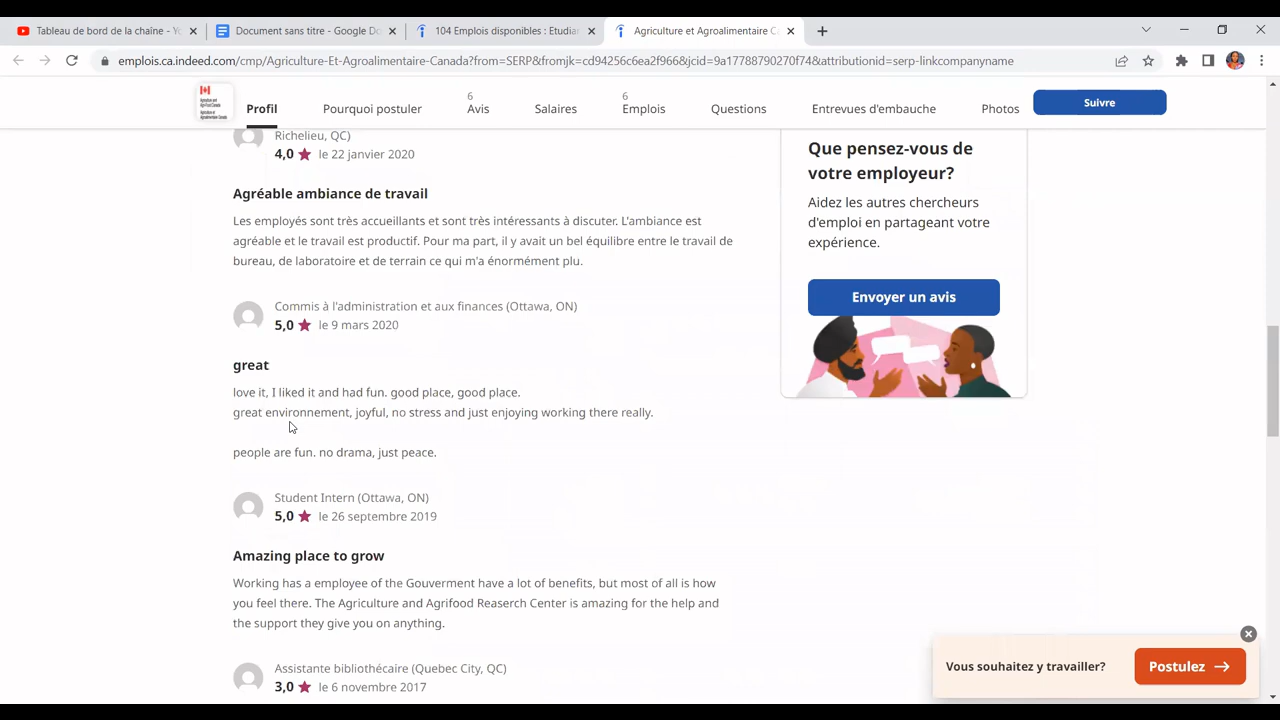 Tableau de bord de la chaîne - Yo
Document sans titre - Google Do
104 Emplois disponibles : Etudian
Agriculture et Agroalimentaire Ca
emplois.ca.indeed.com/cmp/Agriculture-Et-Agroalimentaire-Canada?from=SERP&fromjk=cd94256c6ea2f966&jcid=9a17788790270f74&attributionid=serp-linkcompanyname
Profil
Pourquoi postuler
6
Avis
Salaires
6
Emplois
Questions
Entrevues d'embauche
Photos
Suivre
Richelieu, QC)
4,0 ★ le 22 janvier 2020
Agréable ambiance de travail
Les employés sont très accueillants et sont très intéressants à discuter. L'ambiance est
agréable et le travail est productif. Pour ma part, il y avait un bel équilibre entre le travail de
bureau, de laboratoire et de terrain ce qui m'a énormément plu.
Commis à l'administration et aux finances (Ottawa, ON)
5,0 ★ le 9 mars 2020
great
love it, I liked it and had fun. good place, good place.
great environnement, joyful, no stress and just enjoying working there really.
people are fun. no drama, just peace.
Student Intern (Ottawa, ON)
5,0 ★ le 26 septembre 2019
Amazing place to grow
Working has a employee of the Gouverment have a lot of benefits, but most of all is how
you feel there. The Agriculture and Agrifood Reaserch Center is amazing for the help and
the support they give you on anything.
Assistante bibliothécaire (Quebec City, QC)
3,0 ★ le 6 novembre 2017
Que pensez-vous de
votre employeur?
Aidez les autres chercheurs
d'emploi en partageant votre
expérience.
Envoyer un avis
Vous souhaitez y travailler?
Postulez →